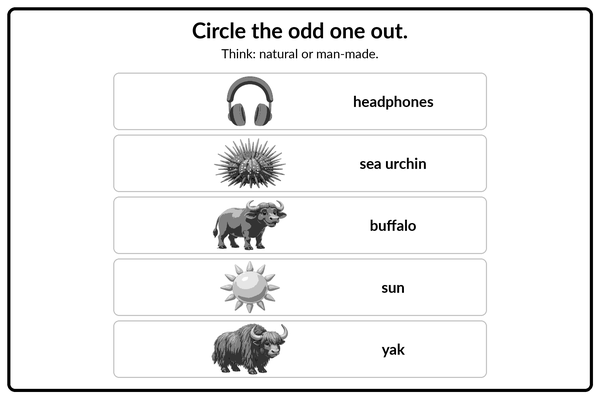 Circle the odd one out.
Think: natural or man-made.
headphones
sea urchin
buffalo
sun
yak